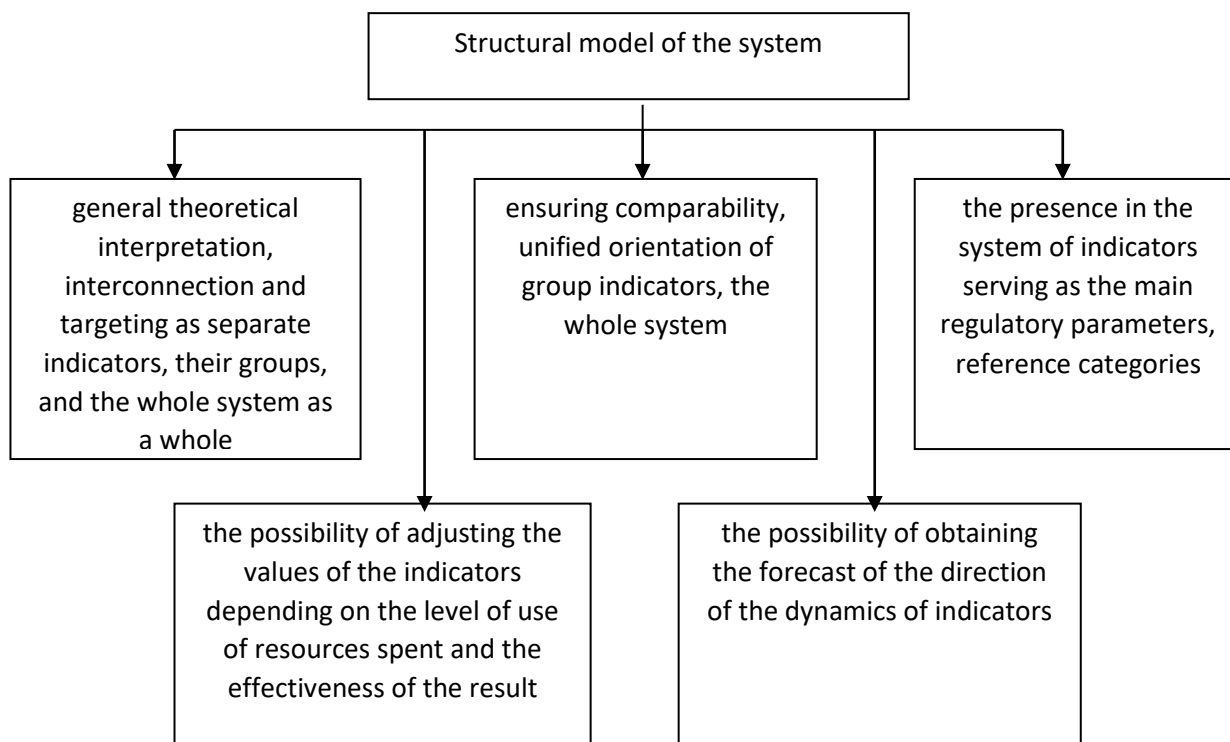 Structural model of the system
general theoretical
interpretation,
interconnection and
targeting as separate
indicators, their groups,
and the whole system as
a whole
ensuring comparability,
unified orientation of
group indicators, the
whole system
the presence in the
system of indicators
serving as the main
regulatory parameters,
reference categories
the possibility of adjusting the
values of the indicators
depending on the level of use
of resources spent and the
effectiveness of the result
the possibility of obtaining
the forecast of the direction
of the dynamics of indicators